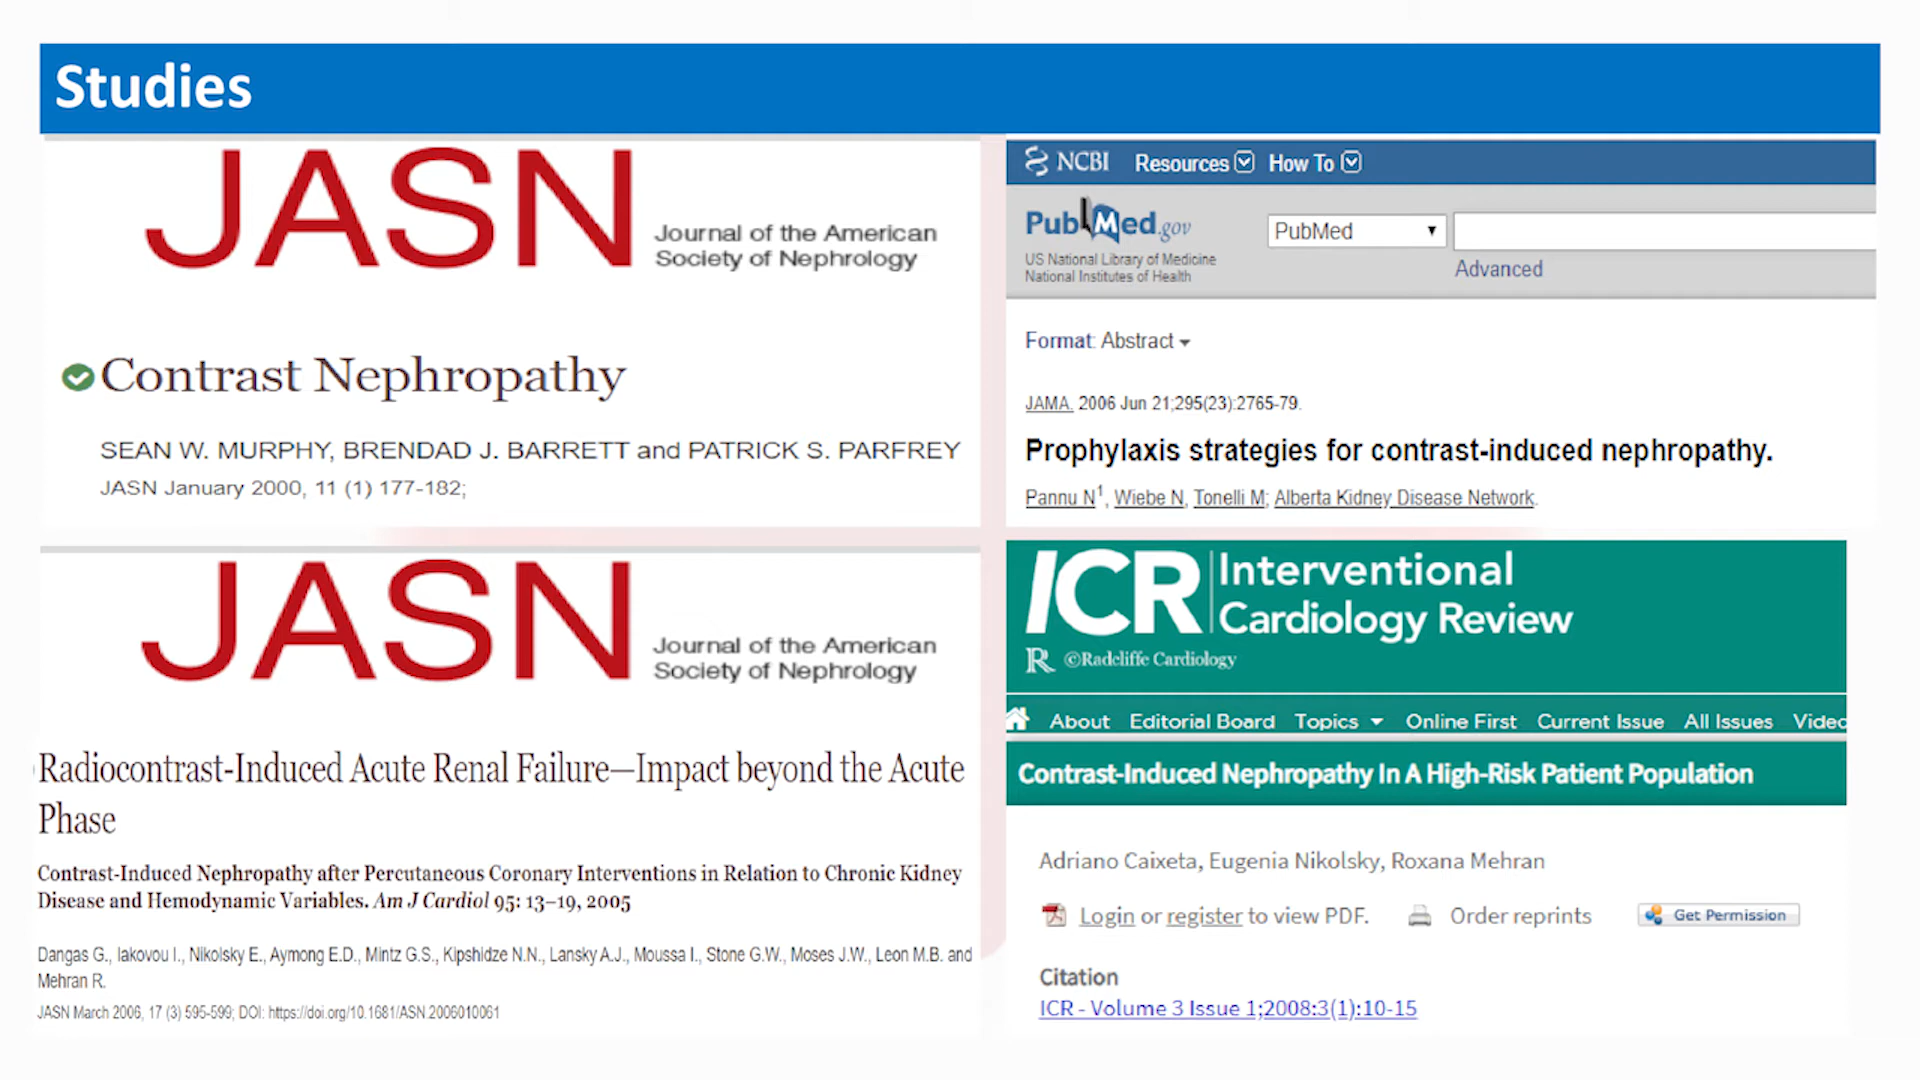 Studies
JASN
Journal of the American
Society of Nephrology
Contrast Nephropathy
SEAN W. MURPHY, BRENDAD J. BARRETT and PATRICK S. PARFREY
JASN January 2000, 11 (1) 177-182;
NCBI Resources How To
PubMed.gov
US National Library of Medicine
National Institutes of Health
PubMed
Advanced
Format: Abstract
JAMA. 2006 Jun 21;295(23):2765-79.
Prophylaxis strategies for contrast-induced nephropathy.
Pannu N1, Wiebe N, Tonelli M; Alberta Kidney Disease Network.
JASN
Journal of the American
Society of Nephrology
Radiocontrast-Induced Acute Renal Failure—Impact beyond the Acute
Phase
Contrast-Induced Nephropathy after Percutaneous Coronary Interventions in Relation to Chronic Kidney
Disease and Hemodynamic Variables. Am J Cardiol 95: 13–19, 2005
Dangas G., Iakovou I., Nikolsky E., Aymong E.D., Mintz G.S., Kipshidze N.N., Lansky A.J., Moussa I., Stone G.W., Moses J.W., Leon M.B. and
Mehran R.
JASN March 2006, 17 (3) 595-599; DOI: https://doi.org/10.1681/ASN.2006010061
ICR Interventional
Cardiology Review
R ©Radcliffe Cardiology
About Editorial Board Topics Online First Current Issue All Issues Video
Contrast-Induced Nephropathy In A High-Risk Patient Population
Adriano Caixeta, Eugenia Nikolsky, Roxana Mehran
Login or register to view PDF. Order reprints Get Permission
Citation
ICR - Volume 3 Issue 1;2008:3(1):10-15